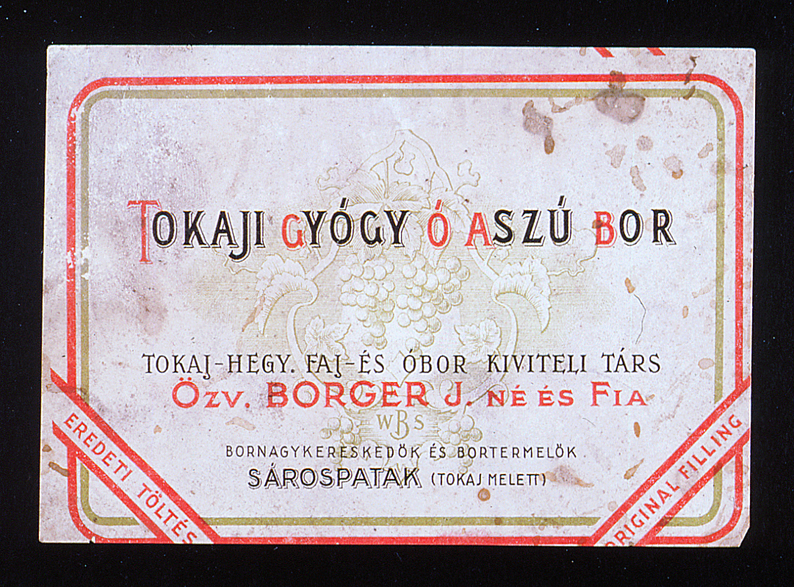 TOKAJI GYÓGY Ó ASZÚ BOR
TOKAJ-HEGY. FAJ-ÉS ÓBOR KIVITELI TÁRS
ÖZV. BORGER J. NÉ ÉS FIA
WBS
BORNAGYKERESKEDŐK ÉS BORTERMELŐK.
SÁROSPATAK (TOKAJ MELETT)
EREDETI TÖLTÉS
ORIGINAL FILLING